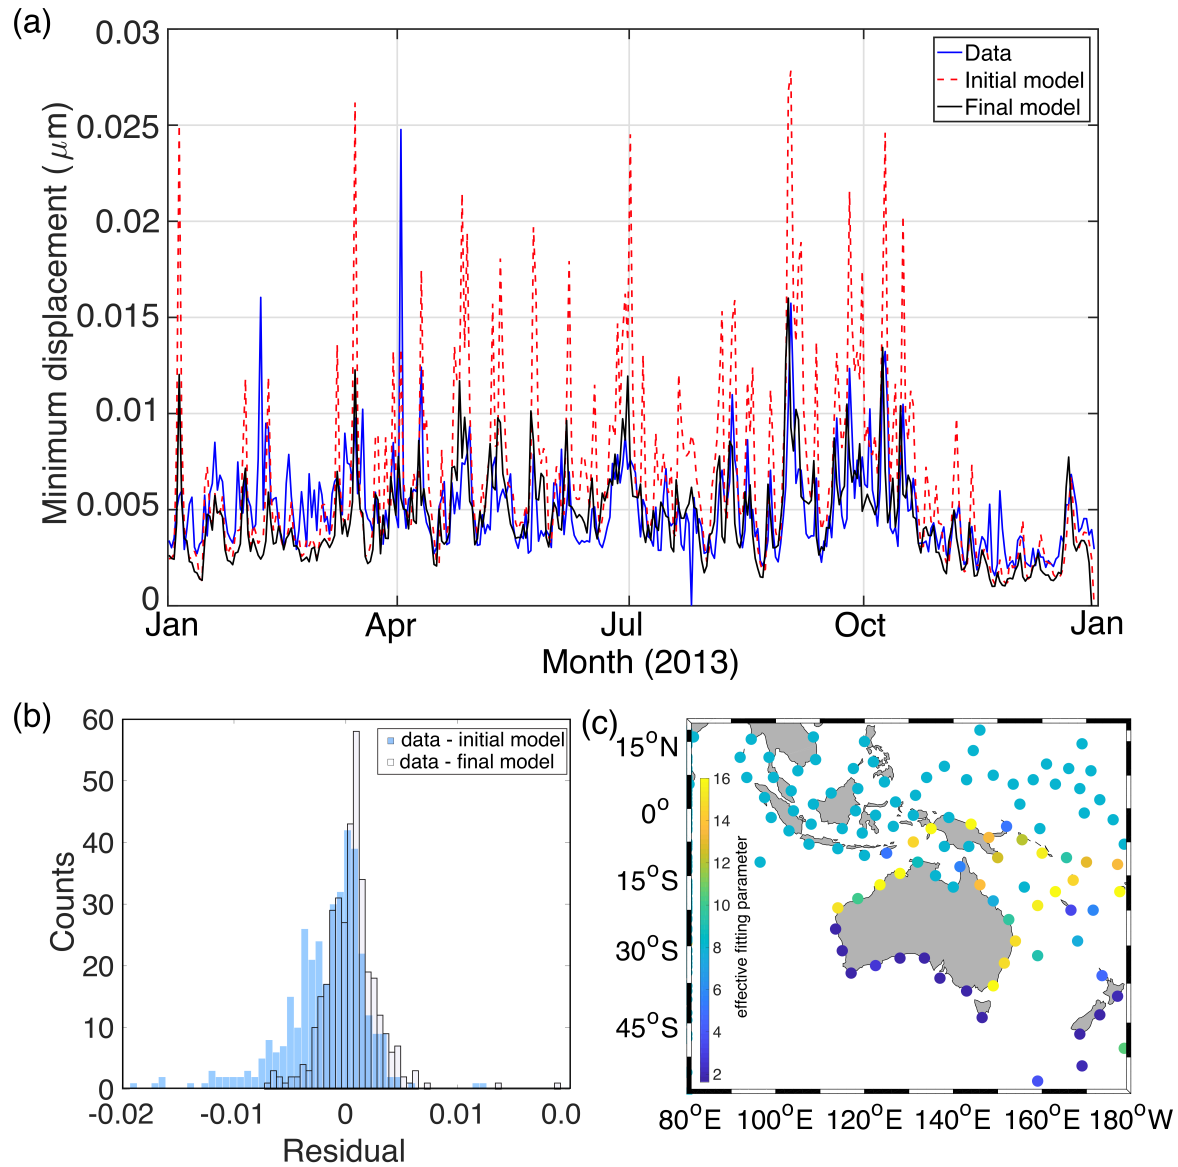 (a)
0.03
0.025
0.02
0.015
0.01
0.005
0
Minimum displacement (μm)
Data
Initial model
Final model
Jan
Apr
Jul
Oct
Jan
Month (2013)
(b)
60
50
40
30
20
10
0
Counts
data - initial model
data - final model
-0.02
-0.01
0
0.01
0.0
Residual
(c)
15°N
0°
15°S
30°S
45°S
16
14
12
10
8
6
4
2
effective fitting parameter
80°E
100°E
120°E
140°E
160°E
180°W